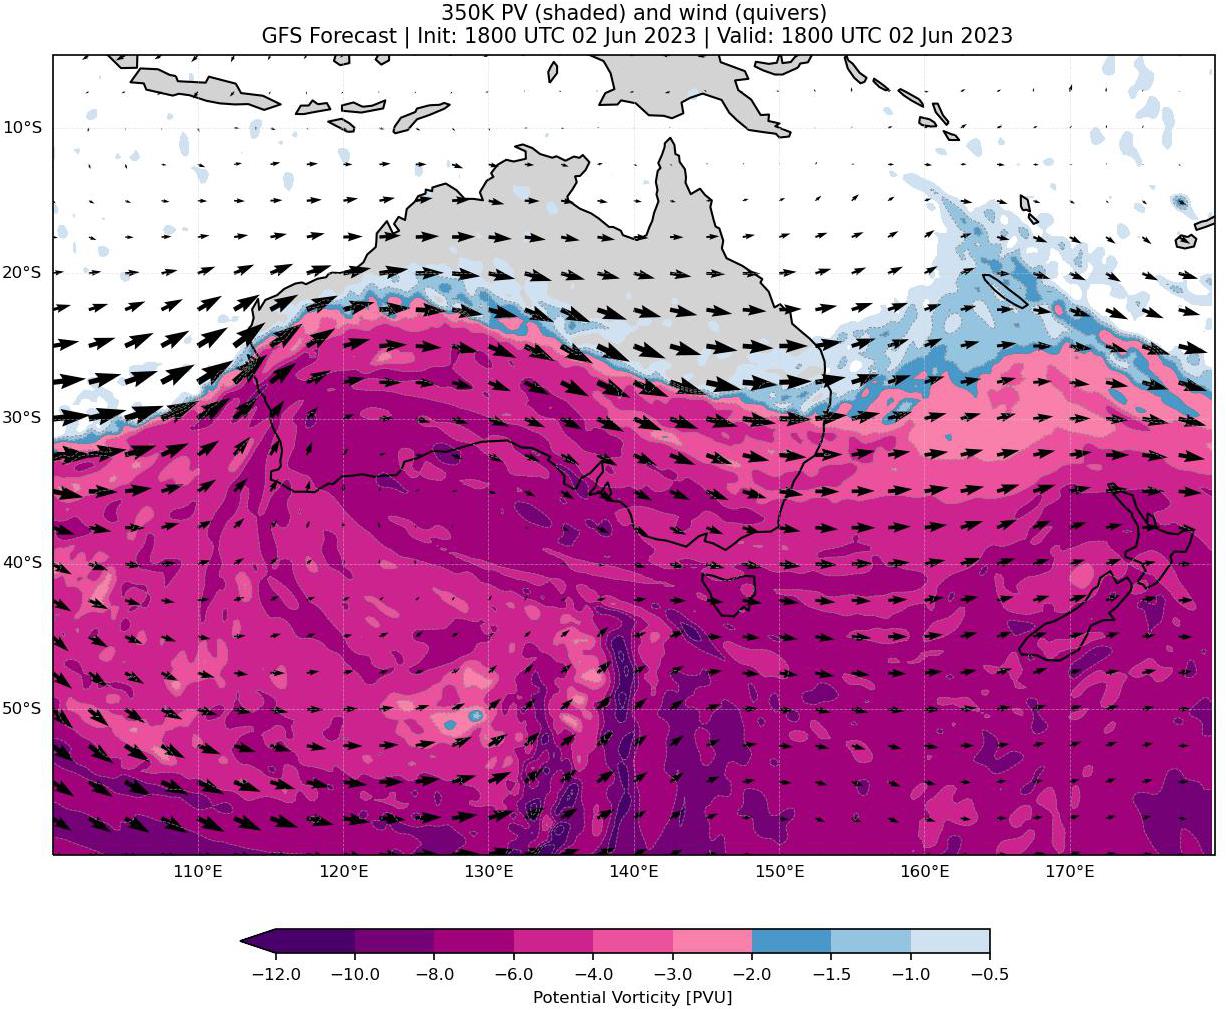 350K PV (shaded) and wind (quivers)
GFS Forecast | Init: 1800 UTC 02 Jun 2023 | Valid: 1800 UTC 02 Jun 2023
10°S
20°S
30°S
40°S
50°S
110°E 120°E 130°E 140°E 150°E 160°E 170°E
−12.0 −10.0 −8.0 −6.0 −4.0 −3.0 −2.0 −1.5 −1.0 −0.5
Potential Vorticity [PVU]